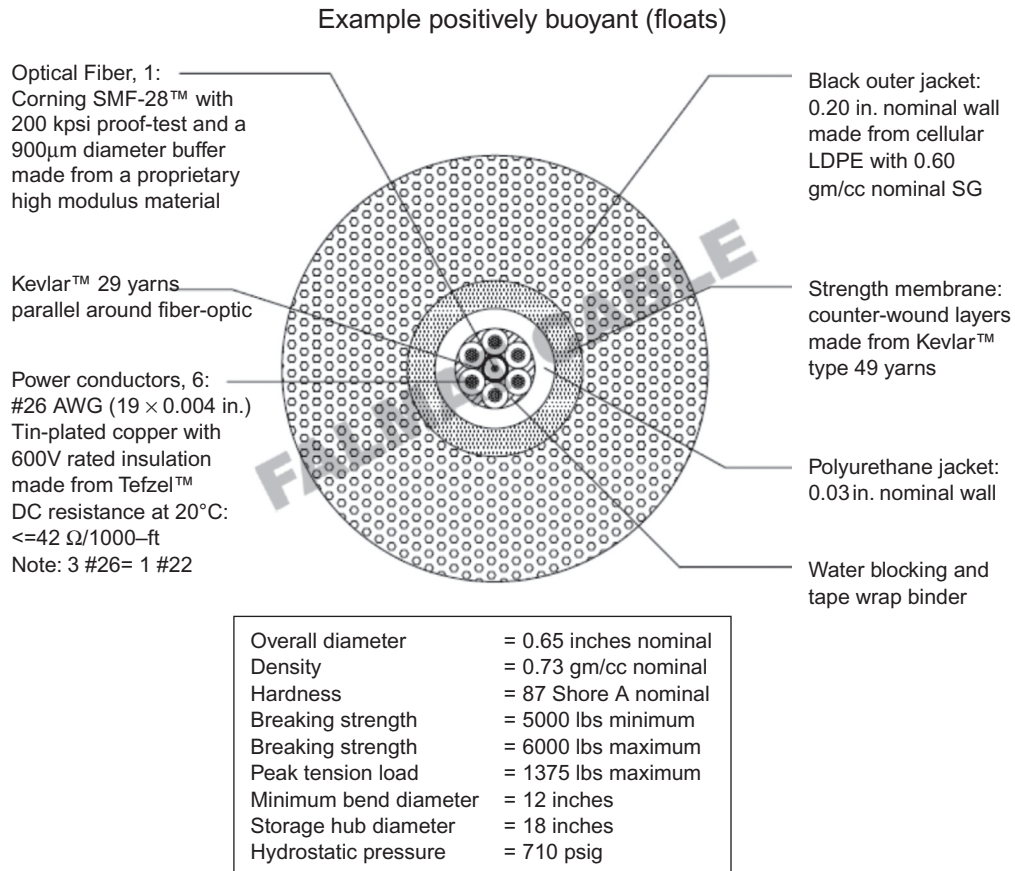 Example positively buoyant (floats)
Optical Fiber, 1:
Corning SMF-28™ with
200 kpsi proof-test and a
900μm diameter buffer
made from a proprietary
high modulus material
Kevlar™ 29 yarns
parallel around fiber-optic
Power conductors, 6:
#26 AWG (19 × 0.004 in.)
Tin-plated copper with
600V rated insulation
made from Tefzel™
DC resistance at 20°C:
<=42 Ω/1000–ft
Note: 3 #26= 1 #22
Black outer jacket:
0.20 in. nominal wall
made from cellular
LDPE with 0.60
gm/cc nominal SG
Strength membrane:
counter-wound layers
made from Kevlar™
type 49 yarns
Polyurethane jacket:
0.03 in. nominal wall
Water blocking and
tape wrap binder
Overall diameter = 0.65 inches nominal
Density = 0.73 gm/cc nominal
Hardness = 87 Shore A nominal
Breaking strength = 5000 lbs minimum
Breaking strength = 6000 lbs maximum
Peak tension load = 1375 lbs maximum
Minimum bend diameter = 12 inches
Storage hub diameter = 18 inches
Hydrostatic pressure = 710 psig
CABLE